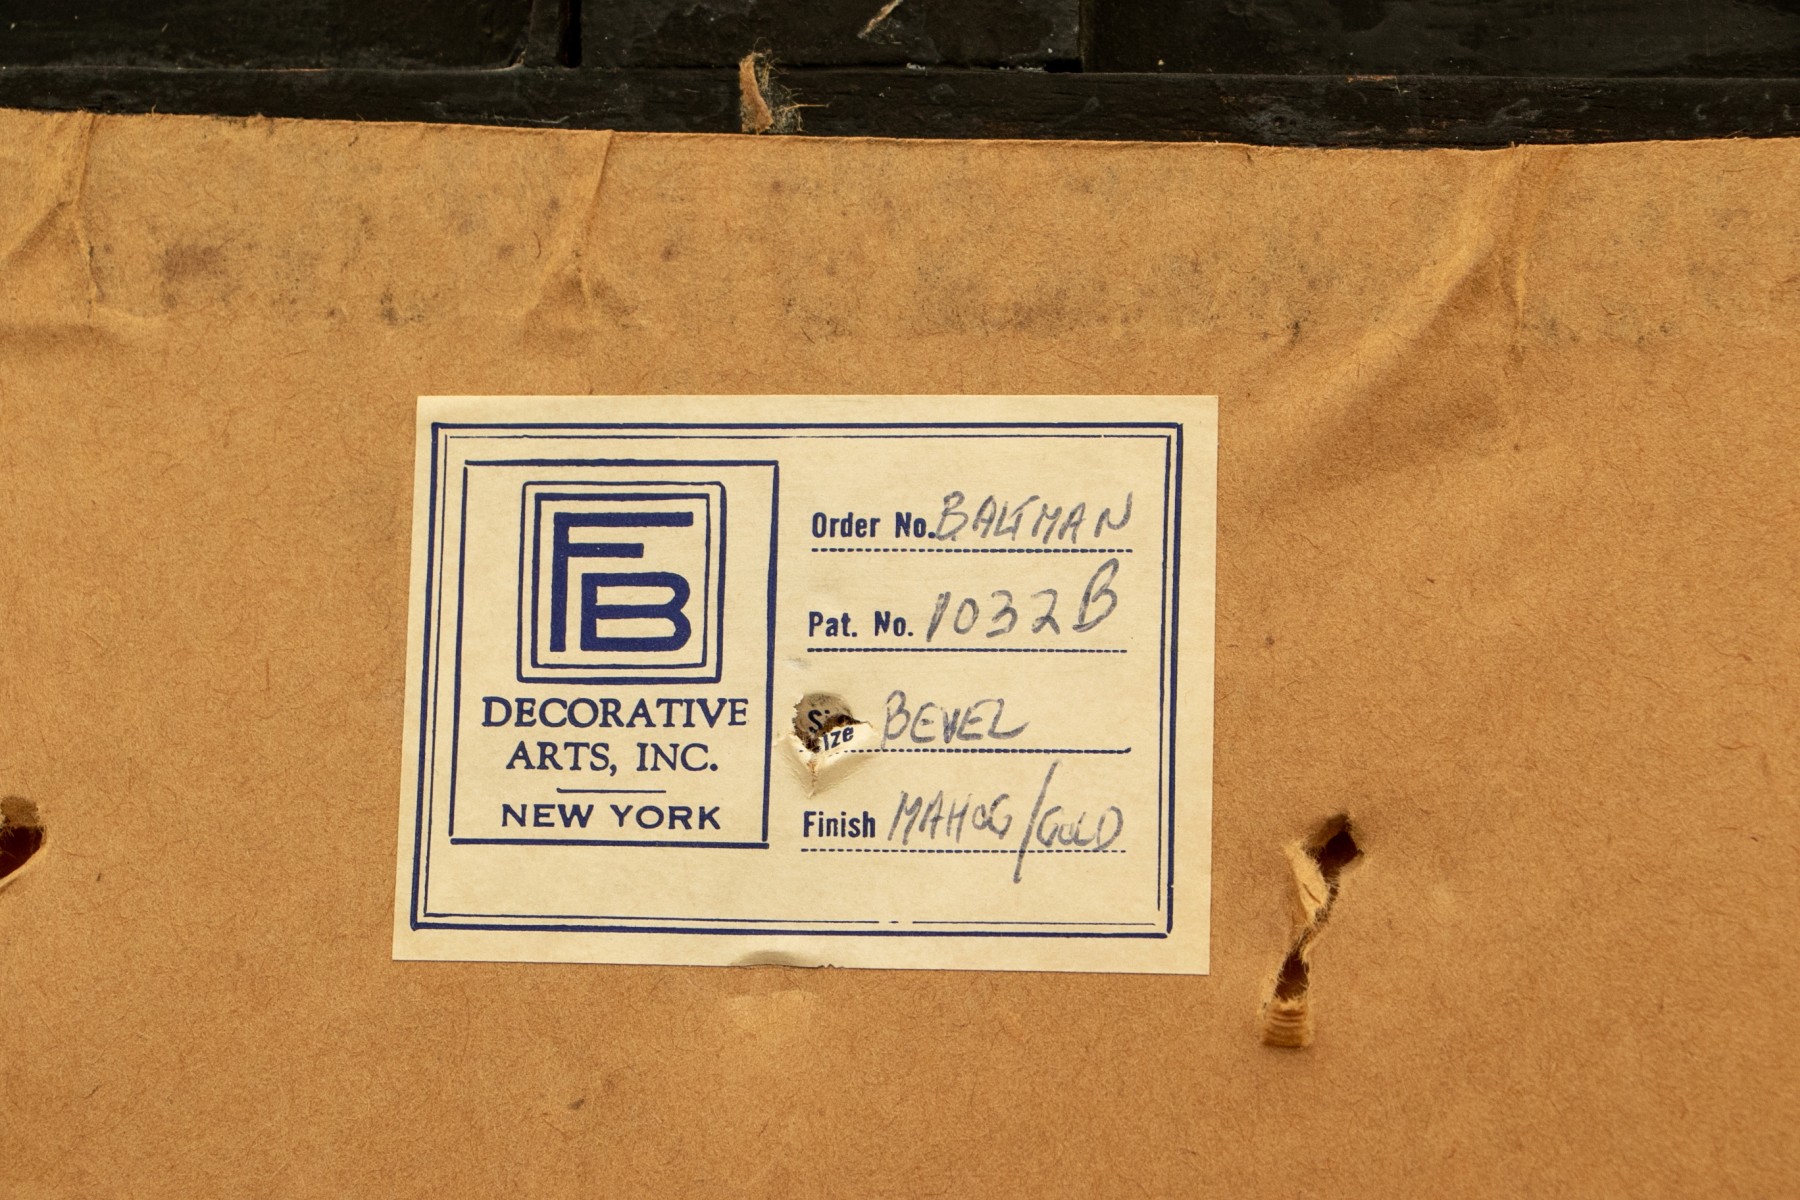 FB
DECORATIVE
ARTS, INC.
NEW YORK
Order No. BALTMAN
Pat. No. 1032B
Size BEVEL
Finish MAHOG/GOLD